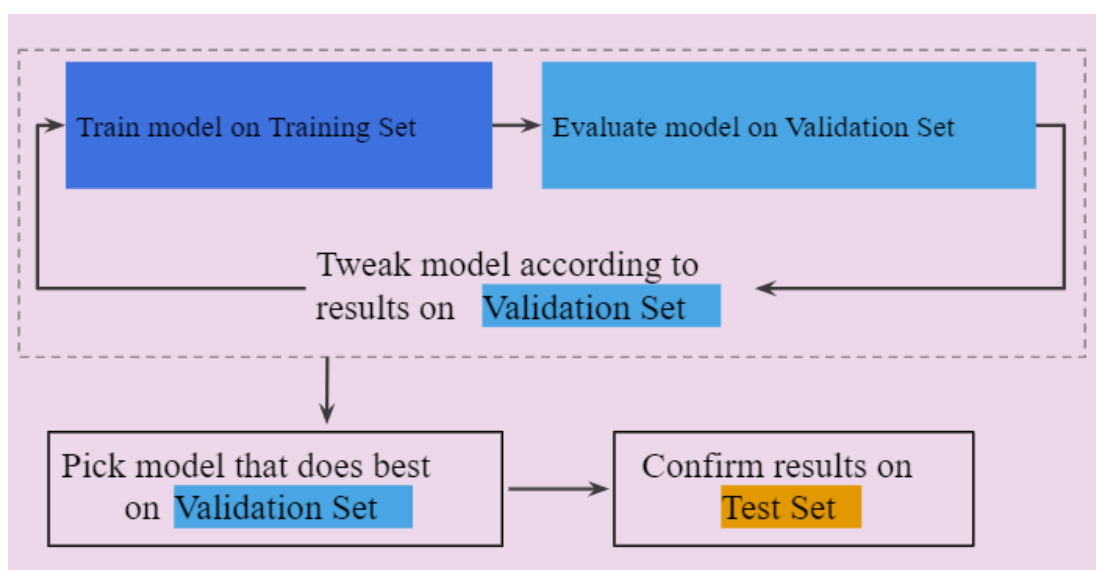 Train model on Training Set
Evaluate model on Validation Set
Tweak model according to
results on Validation Set
Pick model that does best
on Validation Set
Confirm results on
Test Set